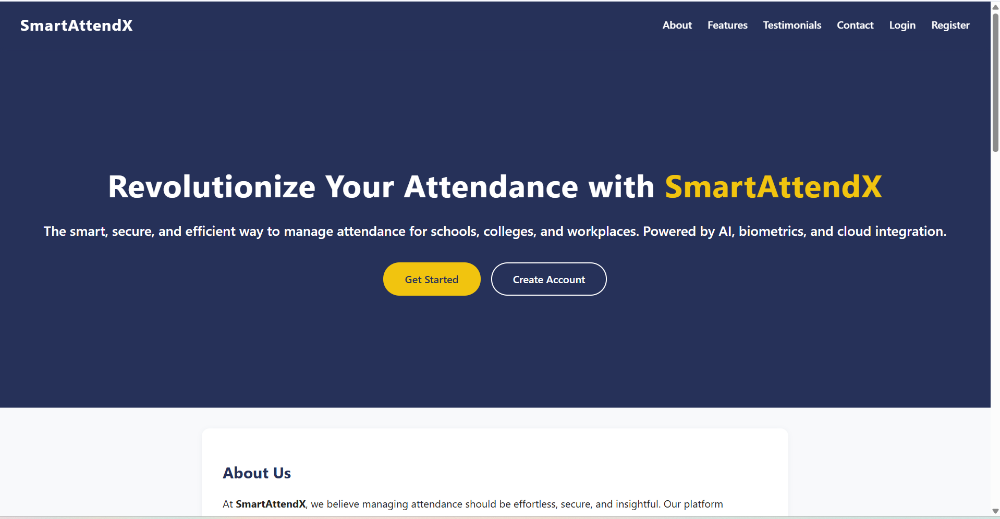 SmartAttendX
About Features Testimonials Contact Login Register
Revolutionize Your Attendance with SmartAttendX
The smart, secure, and efficient way to manage attendance for schools, colleges, and workplaces. Powered by AI, biometrics, and cloud integration.
Get Started Create Account
About Us
At SmartAttendX, we believe managing attendance should be effortless, secure, and insightful. Our platform